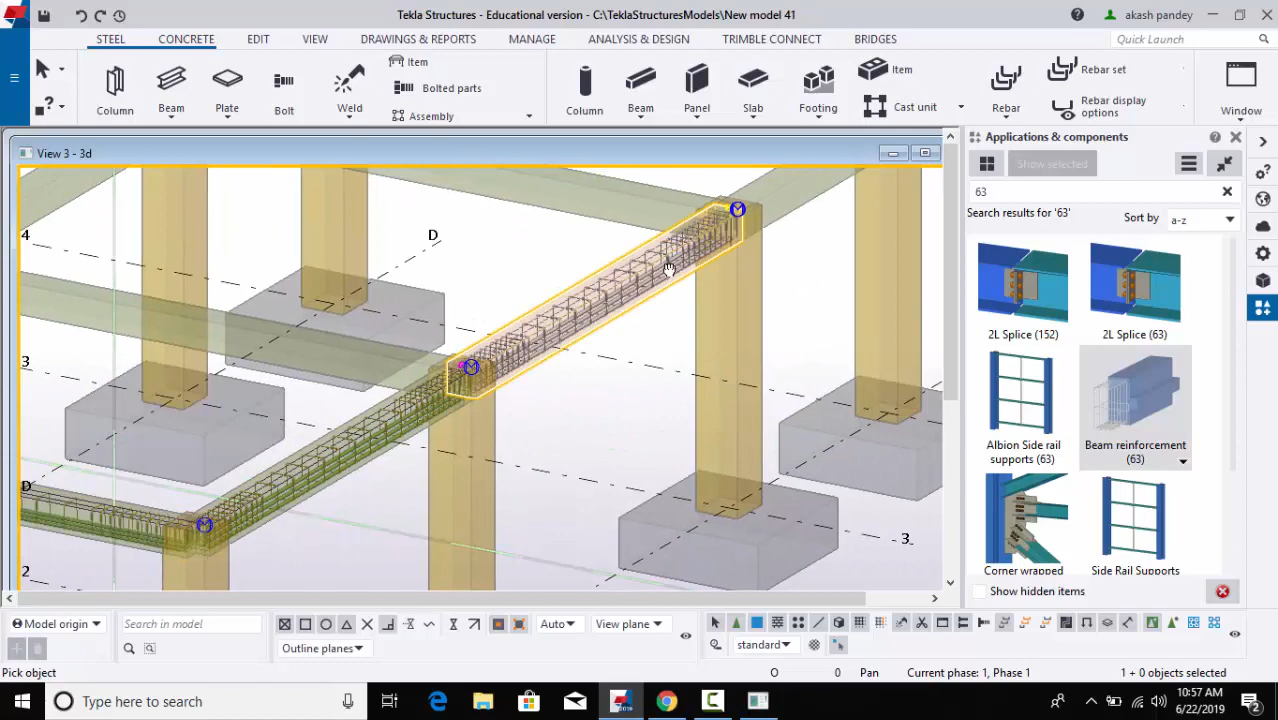 Tekla Structures - Educational version - C:\TeklaStructuresModels\New model 41
akash pandey
STEEL CONCRETE EDIT VIEW DRAWINGS & REPORTS MANAGE ANALYSIS & DESIGN TRIMBLE CONNECT BRIDGES
Quick Launch
Column
Beam
Plate
Bolt
Weld
Item
Bolted parts
Assembly
Column
Beam
Panel
Slab
Footing
Item
Cast unit
Rebar
Rebar set
Rebar display
options
Window
View 3 - 3d
4
D
3
D
2
3
M
M
M
Applications & components
Show selected
63
Search results for '63'
Sort by
a-z
2L Splice (152)
2L Splice (63)
Albion Side rail
supports (63)
Beam reinforcement
(63)
Corner wrapped
Side Rail Supports
Show hidden items
Model origin
Search in model
Auto
View plane
Outline planes
standard
Pick object
O
0
Pan
Current phase: 1, Phase 1
1 + 0 objects selected
Type here to search
10:57 AM
6/22/2019
2
2019